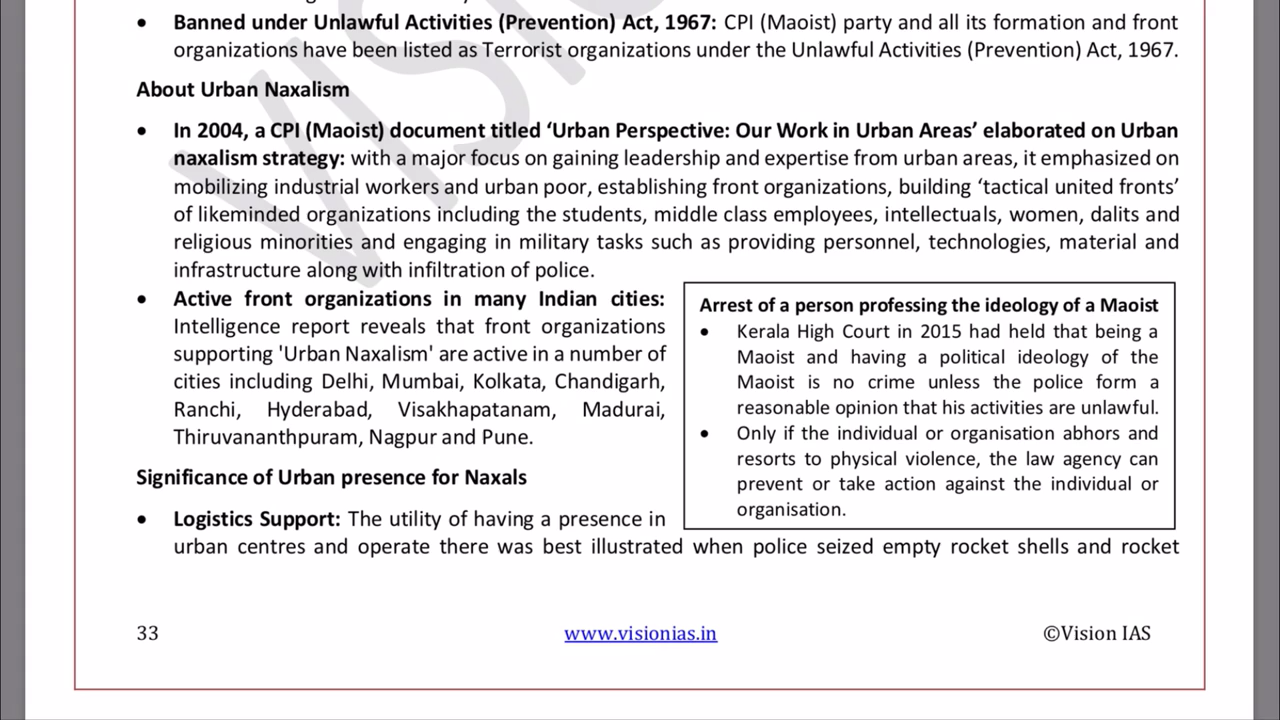 • Banned under Unlawful Activities (Prevention) Act, 1967: CPI (Maoist) party and all its formation and front
organizations have been listed as Terrorist organizations under the Unlawful Activities (Prevention) Act, 1967.
About Urban Naxalism
• In 2004, a CPI (Maoist) document titled ‘Urban Perspective: Our Work in Urban Areas’ elaborated on Urban
naxalism strategy: with a major focus on gaining leadership and expertise from urban areas, it emphasized on
mobilizing industrial workers and urban poor, establishing front organizations, building ‘tactical united fronts’
of likeminded organizations including the students, middle class employees, intellectuals, women, dalits and
religious minorities and engaging in military tasks such as providing personnel, technologies, material and
infrastructure along with infiltration of police.
• Active front organizations in many Indian cities:
Intelligence report reveals that front organizations
supporting 'Urban Naxalism' are active in a number of
cities including Delhi, Mumbai, Kolkata, Chandigarh,
Ranchi, Hyderabad, Visakhapatanam, Madurai,
Thiruvananthpuram, Nagpur and Pune.
Arrest of a person professing the ideology of a Maoist
• Kerala High Court in 2015 had held that being a
Maoist and having a political ideology of the
Maoist is no crime unless the police form a
reasonable opinion that his activities are unlawful.
• Only if the individual or organisation abhors and
resorts to physical violence, the law agency can
prevent or take action against the individual or
organisation.
Significance of Urban presence for Naxals
• Logistics Support: The utility of having a presence in
urban centres and operate there was best illustrated when police seized empty rocket shells and rocket
33
www.visionias.in
©Vision IAS